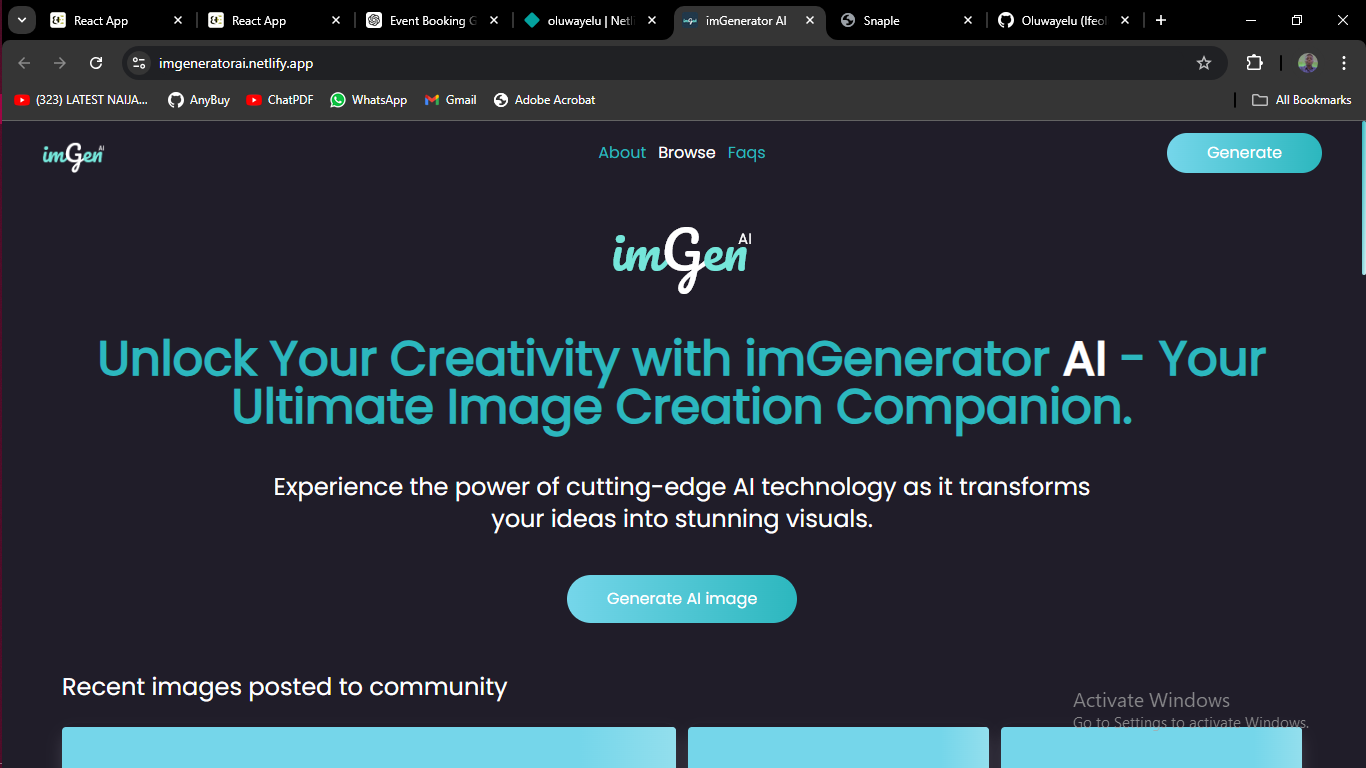 React App
React App
Event Booking G
oluwayelu | Netli
imGenerator AI
Snaple
Oluwayelu (Ifeol
imgeneratorai.netlify.app
(323) LATEST NAIJA...
AnyBuy
ChatPDF
WhatsApp
Gmail
Adobe Acrobat
All Bookmarks
imGen AI
About
Browse
Faqs
Generate
imGen AI
Unlock Your Creativity with imGenerator AI - Your
Ultimate Image Creation Companion.
Experience the power of cutting-edge AI technology as it transforms
your ideas into stunning visuals.
Generate AI image
Recent images posted to community
Activate Windows
Go to Settings to activate Windows.